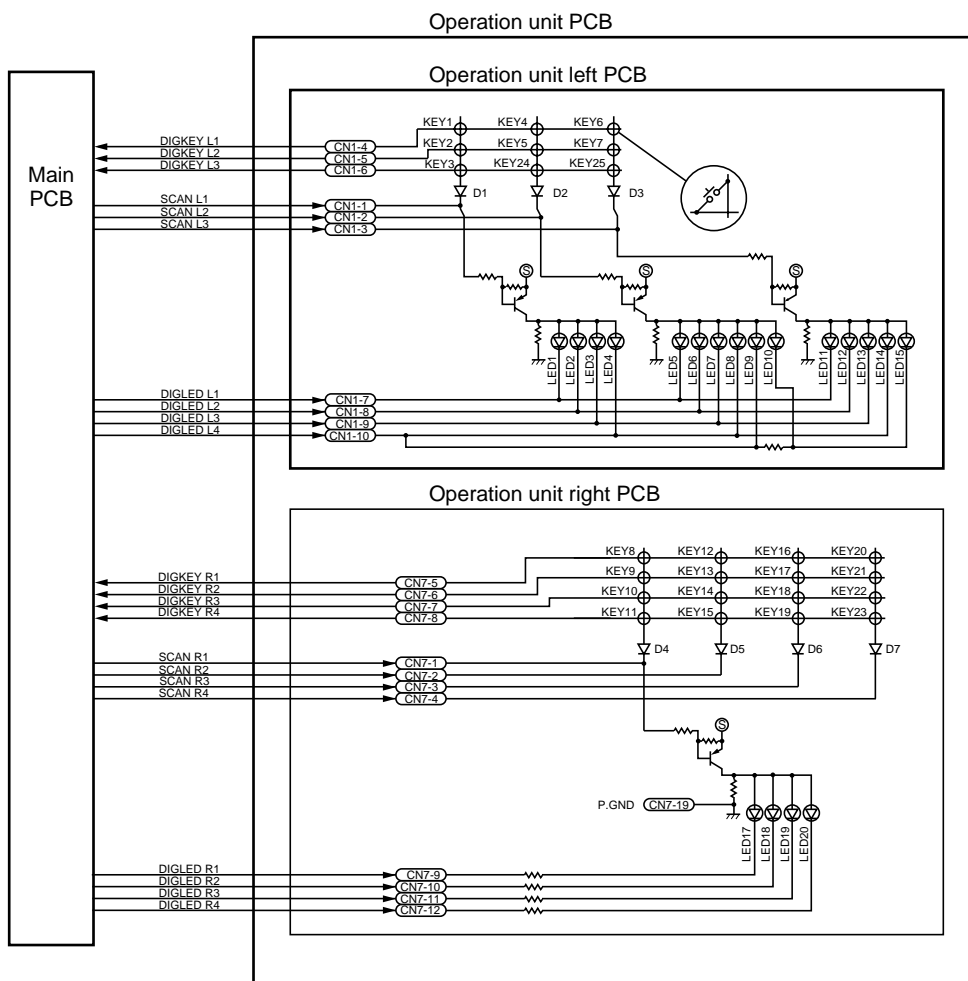 Operation unit PCB
Operation unit left PCB
Main
PCB
DIGKEY L1
DIGKEY L2
DIGKEY L3
SCAN L1
SCAN L2
SCAN L3
CN1-4
CN1-5
CN1-6
CN1-1
CN1-2
CN1-3
KEY1 KEY4 KEY6
KEY2 KEY5 KEY7
KEY3 KEY24 KEY25
D1 D2 D3
S S S
LED1 LED2 LED3 LED4 LED5 LED6 LED7 LED8 LED9 LED10 LED11 LED12 LED13 LED14 LED15
DIGLED L1
DIGLED L2
DIGLED L3
DIGLED L4
CN1-7
CN1-8
CN1-9
CN1-10
Operation unit right PCB
KEY8 KEY12 KEY16 KEY20
KEY9 KEY13 KEY17 KEY21
KEY10 KEY14 KEY18 KEY22
KEY11 KEY15 KEY19 KEY23
DIGKEY R1
DIGKEY R2
DIGKEY R3
DIGKEY R4
CN7-5
CN7-6
CN7-7
CN7-8
D4 D5 D6 D7
SCAN R1
SCAN R2
SCAN R3
SCAN R4
CN7-1
CN7-2
CN7-3
CN7-4
S
P.GND CN7-19
LED17 LED18 LED19 LED20
DIGLED R1
DIGLED R2
DIGLED R3
DIGLED R4
CN7-9
CN7-10
CN7-11
CN7-12